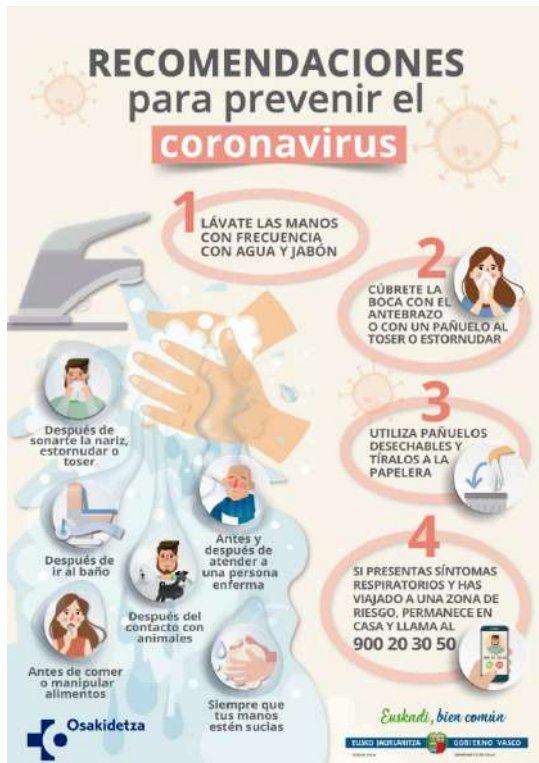 RECOMENDACIONES
para prevenir el
coronavirus
1
LÁVATE LAS MANOS
CON FRECUENCIA
CON AGUA Y JABÓN
2
CÚBRETE LA
BOCA CON EL
ANTEBRAZO
O CON UN PAÑUELO AL
TOSER O ESTORNUDAR
3
UTILIZA PAÑUELOS
DESECHABLES Y
TÍRALOS A LA
PAPELERA
4
SI PRESENTAS SÍNTOMAS
RESPIRATORIOS Y HAS
VIAJADO A UNA ZONA DE
RIESGO, PERMANECE EN
CASA Y LLAMA AL
900 20 30 50
Después de
sonarte la nariz,
estornudar o
toser
Antes y
después de
atender a
una persona
enferma
Después de
ir al baño
Después del
contacto con
animales
Antes de comer
o manipular
alimentos
Siempre que
tus manos
estén sucias
Osakidetza
Euskadi, bien común
EUSKO JAURLARITZA
GOBIERNO VASCO